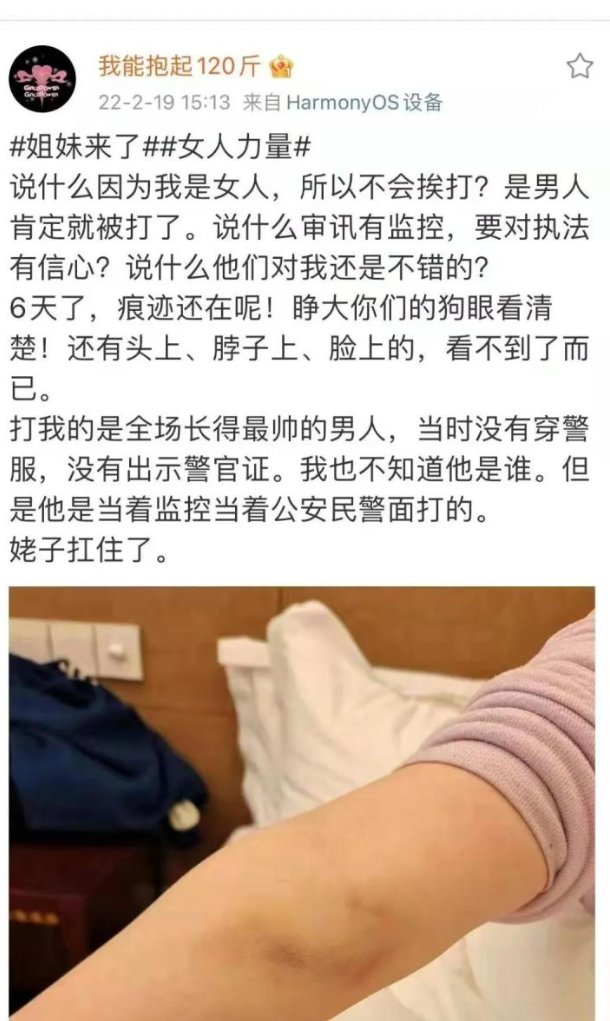 我能抱起120斤
22-2-19 15:13 来自 HarmonyOS 设备
#姐妹来了##女人力量#
说什么因为我是女人，所以不会挨打？是男人
肯定就被打了。说什么审讯有监控，要对执法
有信心？说什么他们对我还是不错的？
6天了，痕迹还在呢！睁大你们的狗眼看清
楚！还有头上、脖子上、脸上的，看不到了而
已。
打我的是全场长得最帅的男人，当时没有穿警
服，没有出示警官证。我也不知道他是谁。但
是他是当着监控当着公安民警面打的。
姥子扛住了。